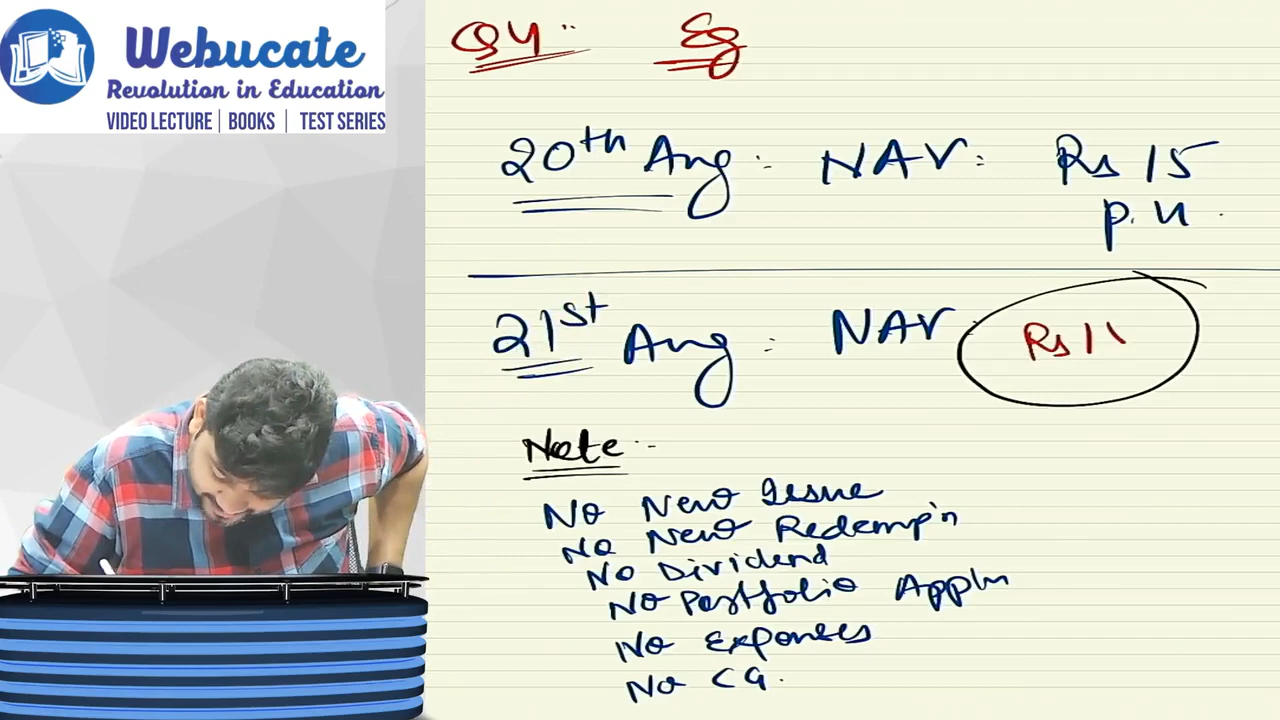 Webucate
Revolution in Education
VIDEO LECTURE | BOOKS | TEST SERIES
Q4 :- Eg
20th Aug : NAV : Rs 15
p.u.
21st Aug : NAV : Rs 11
Note :-
No New Issue
No New Redemp'n
No Dividend
No Portfolio Appln
No Expenses
No CG.